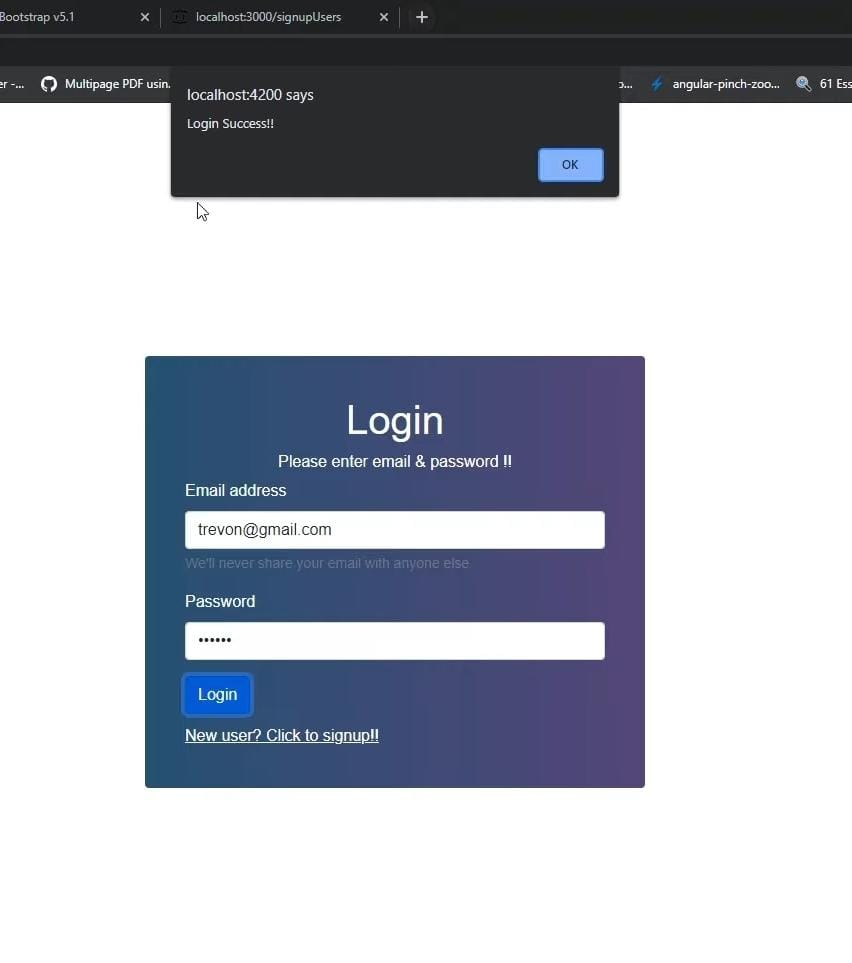 Bootstrap v5.1
localhost:3000/signupUsers
er -...
Multipage PDF usin.
o...
angular-pinch-zoo...
61 Ess
localhost:4200 says
Login Success!!
OK
Login
Please enter email & password !!
Email address
trevon@gmail.com
We'll never share your email with anyone else.
Password
••••••
Login
New user? Click to signup!!